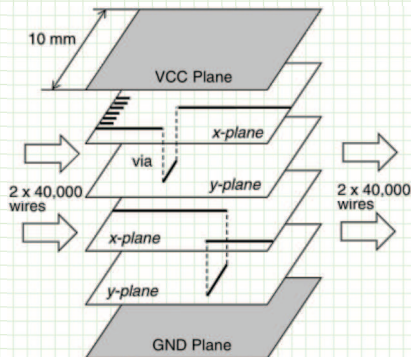 10 mm
VCC Plane
x-plane
via
y-plane
2 x 40,000
wires
2 x 40,000
wires
x-plane
y-plane
GND Plane